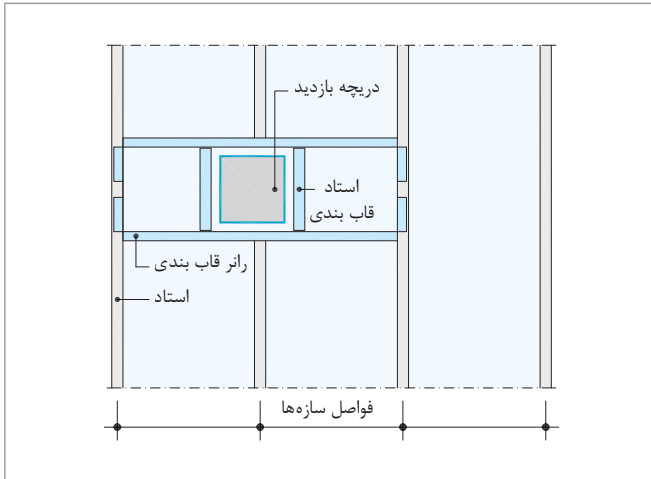 دریچه بازدید
استاد
قاب بندی
رانر قاب بندی
استاد
فواصل سازه‌ها